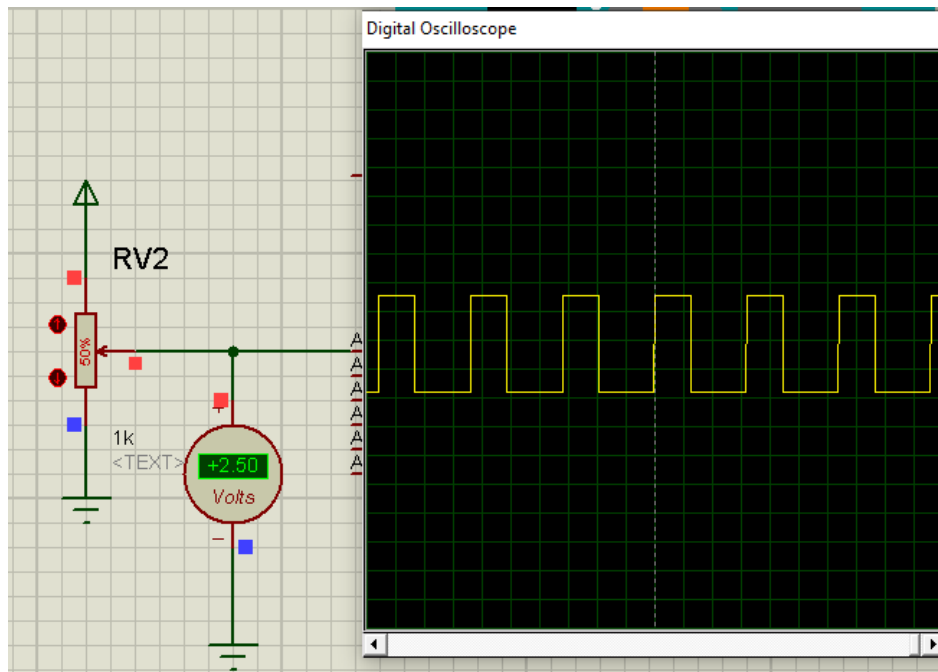 Digital Oscilloscope
RV2
50%
1k
<TEXT>
+
+2.50
Volts
−
A
A
A
A
A
A